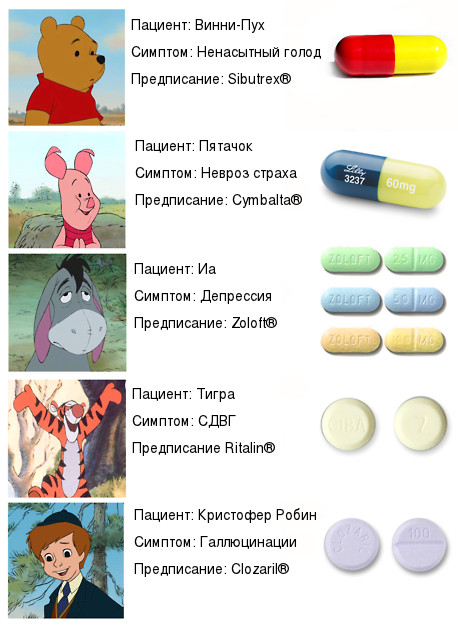 Пациент: Винни-Пух
Симптом: Ненасытный голод
Предписание: Sibutrex®
Пациент: Пятачок
Симптом: Невроз страха
Предписание: Cymbalta®
Lilly
3237
60mg
Пациент: Иа
Симптом: Депрессия
Предписание: Zoloft®
ZOLOFT 25 MG
ZOLOFT 50 MG
ZOLOFT 100 MG
Пациент: Тигра
Симптом: СДВГ
Предписание Ritalin®
CIBA 7
Пациент: Кристофер Робин
Симптом: Галлюцинации
Предписание: Clozaril®
CLOZARIL 100